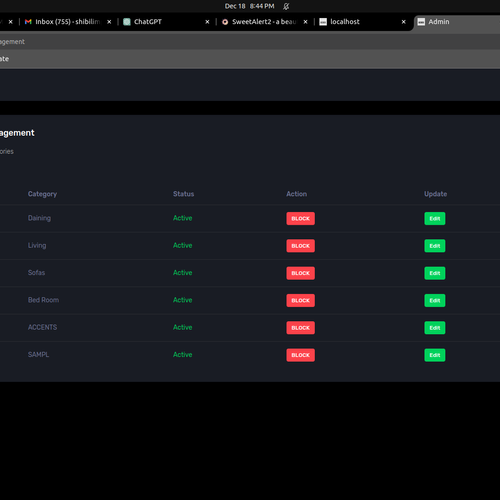 Dec 18 8:44 PM
Inbox (755) - shibilim
ChatGPT
SweetAlert2 - a beau
localhost
Admin
agement
ate
agement
ories
Category Status Action Update
Daining Active BLOCK Edit
Living Active BLOCK Edit
Sofas Active BLOCK Edit
Bed Room Active BLOCK Edit
ACCENTS Active BLOCK Edit
SAMPL Active BLOCK Edit